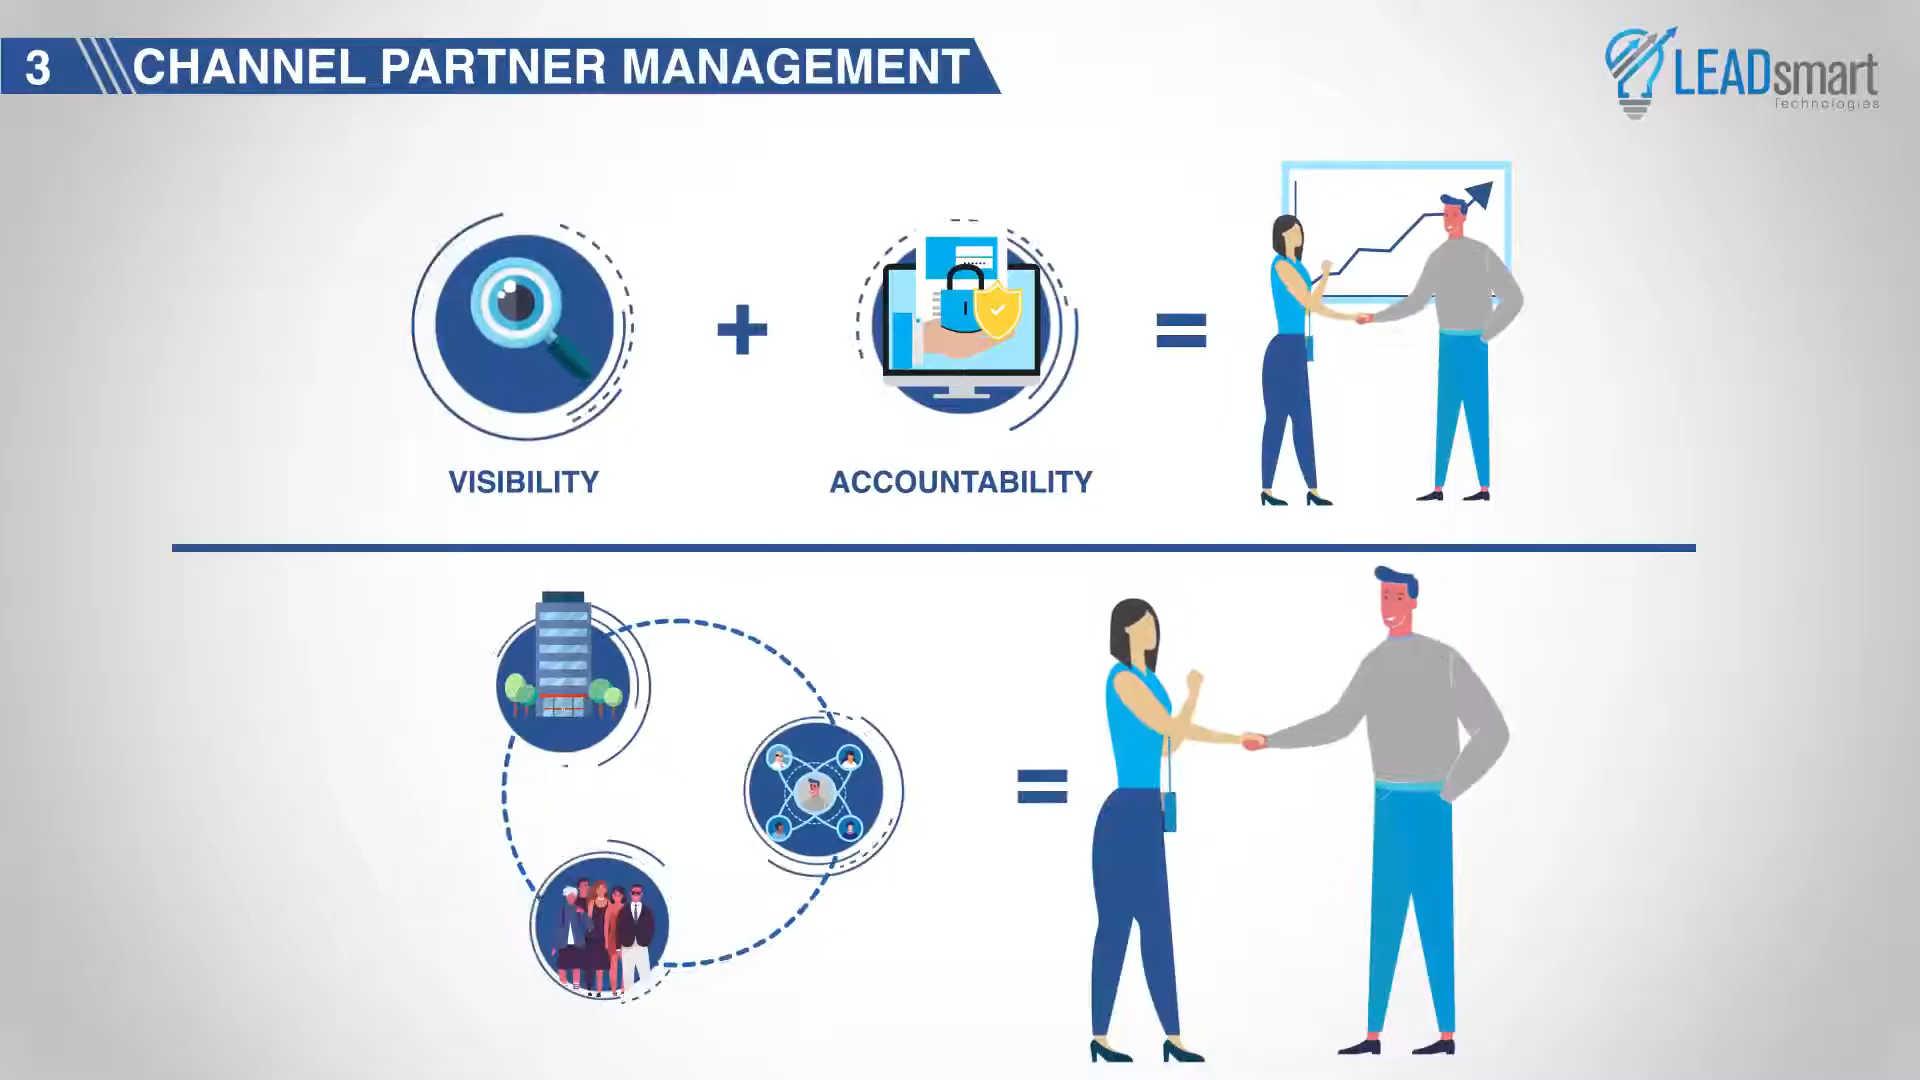 3 CHANNEL PARTNER MANAGEMENT
LEADsmart
Technologies
VISIBILITY
ACCOUNTABILITY